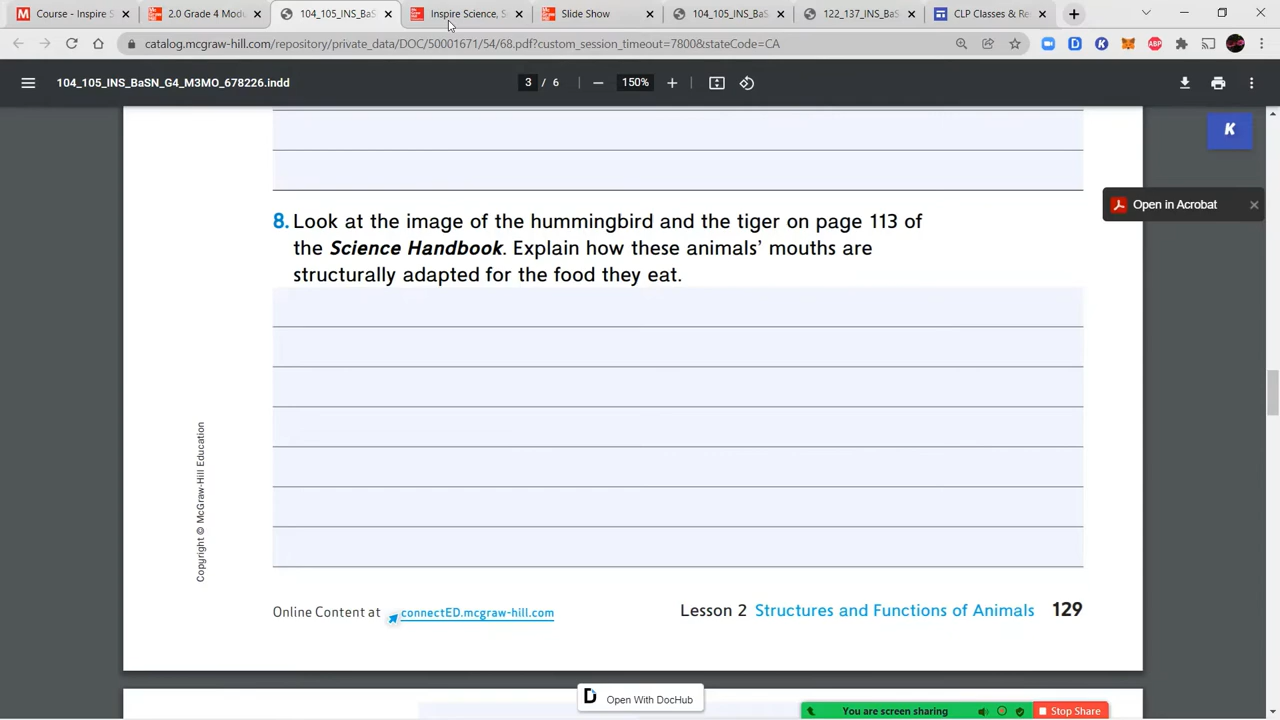 Course - Inspire S
2.0 Grade 4 Modu
104_105_INS_BaS
Inspire Science, S
Slide Show
104_105_INS_BaS
122_137_INS_BaS
CLP Classes & Re
catalog.mcgraw-hill.com/repository/private_data/DOC/50000671/64/68.pdf?custom_session_timeout=7800&stateCode=CA
104_105_INS_BaSN_G4_M3MO_678226.indd
3 / 6
150%
K
Open in Acrobat
8. Look at the image of the hummingbird and the tiger on page 113 of
the Science Handbook. Explain how these animals' mouths are
structurally adapted for the food they eat.
Copyright © McGraw-Hill Education
Online Content at connectED.mcgraw-hill.com
Lesson 2 Structures and Functions of Animals 129
Open With DocHub
You are screen sharing
Stop Share